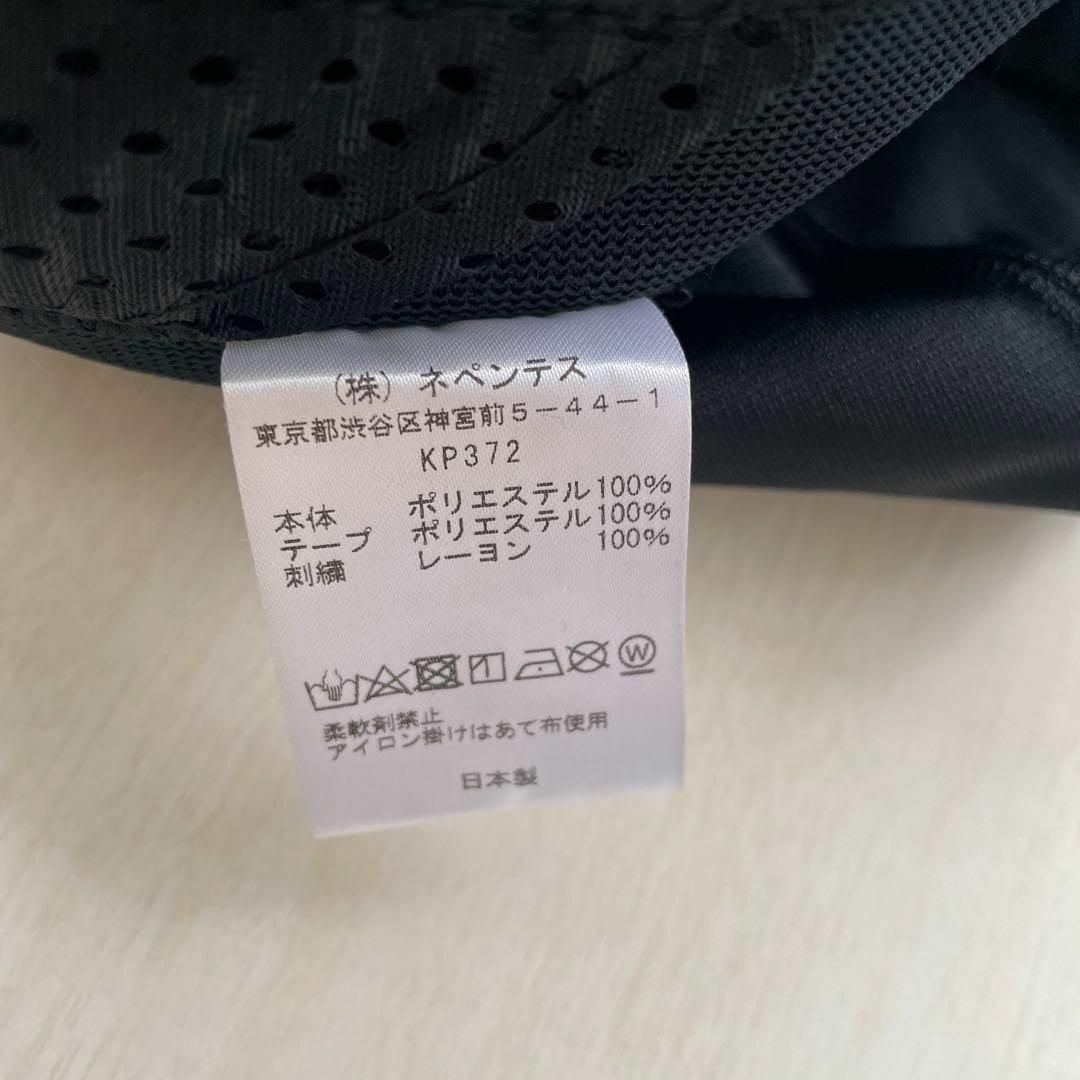 (株) ネペンテス
東京都渋谷区神宮前5-44-1
KP372
本体 ポリエステル100%
テープ ポリエステル100%
刺繍 レーヨン 100%
W
柔軟剤禁止
アイロン掛けはあて布使用
日本製